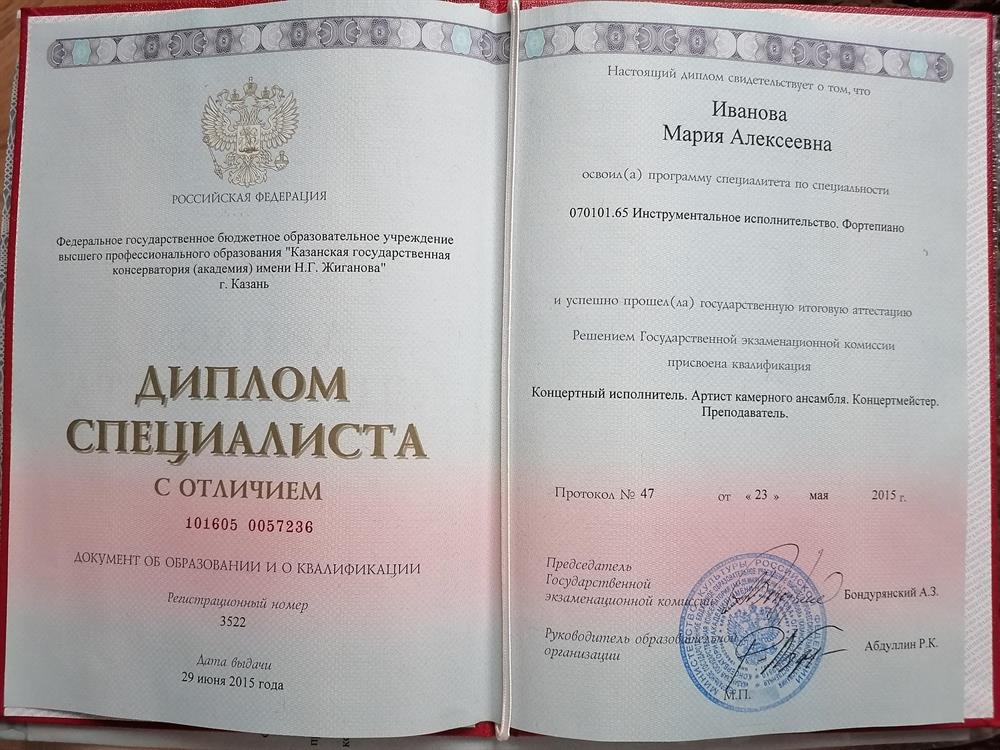 РОССИЙСКАЯ ФЕДЕРАЦИЯ
Федеральное государственное бюджетное образовательное учреждение
высшего профессионального образования "Казанская государственная
консерватория (академия) имени Н.Г. Жиганова"
г. Казань
ДИПЛОМ
СПЕЦИАЛИСТА
С ОТЛИЧИЕМ
101605 0057236
ДОКУМЕНТ ОБ ОБРАЗОВАНИИ И О КВАЛИФИКАЦИИ
Регистрационный номер
3522
Дата выдачи
29 июня 2015 года
Настоящий диплом свидетельствует о том, что
Иванова
Мария Алексеевна
освоил(а) программу специалитета по специальности
070101.65 Инструментальное исполнительство. Фортепиано
и успешно прошел(ла) государственную итоговую аттестацию
Решением Государственной экзаменационной комиссии
присвоена квалификация
Концертный исполнитель. Артист камерного ансамбля. Концертмейстер.
Преподаватель.
Протокол № 47 от « 23 » мая 2015 г.
Председатель
Государственной
экзаменационной комиссии
Бондурянский А.З.
Руководитель образовательной
организации
Абдуллин Р.К.
М.П.